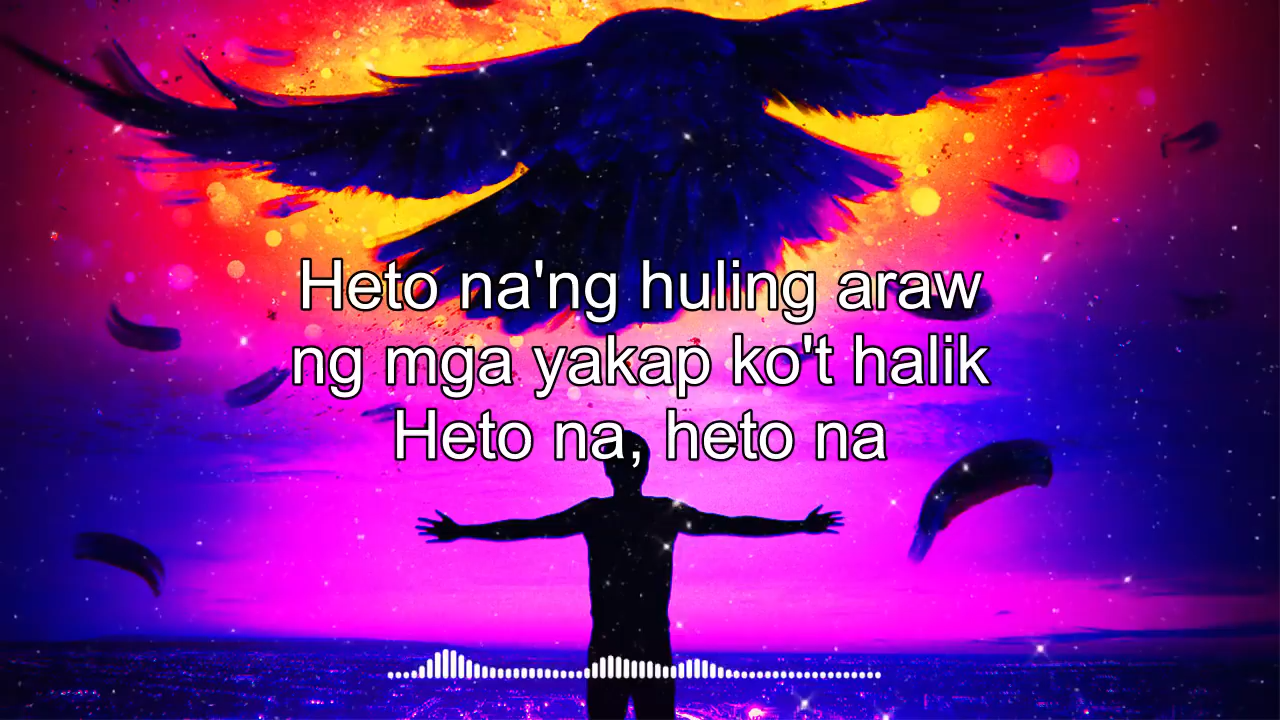 Heto na'ng huling araw
ng mga yakap ko't halik
Heto na, heto na